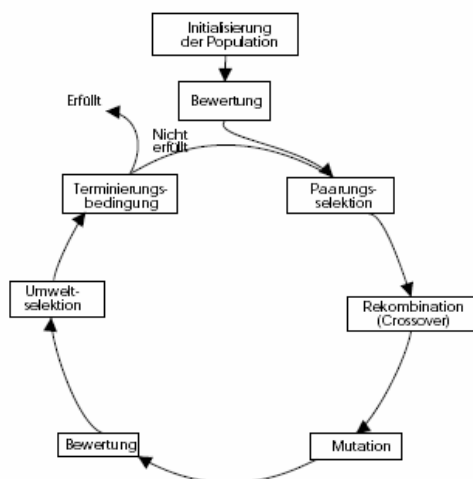 Initialisierung
der Population
Bewertung
Erfüllt
Nicht
erfüllt
Terminierungs-
bedingung
Paarungs-
selektion
Umwelt-
selektion
Rekombination
(Crossover)
Bewertung
Mutation